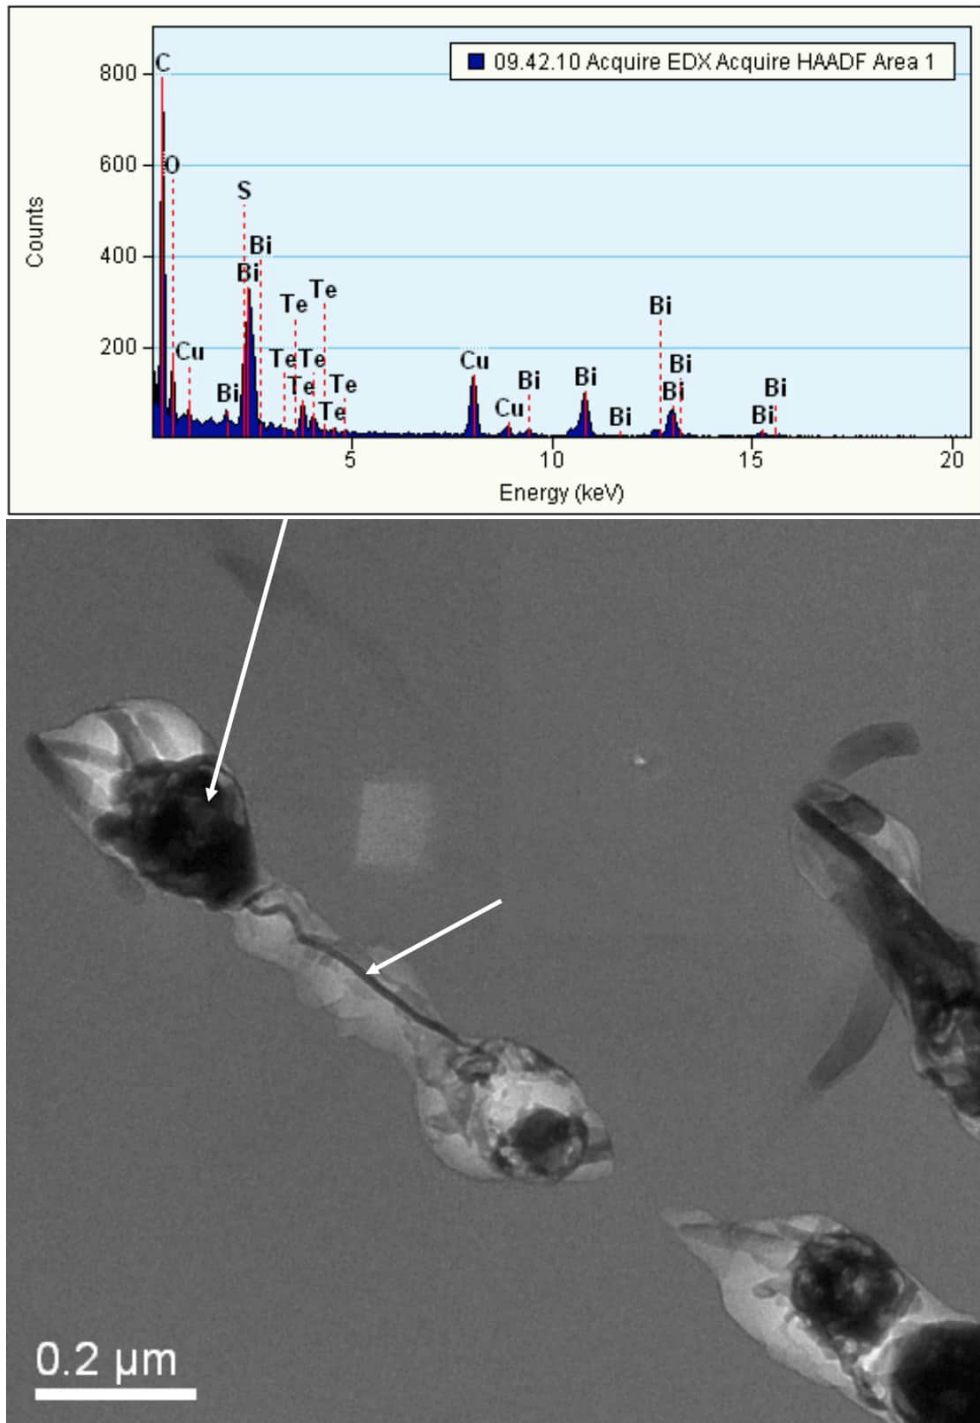 09.42.10 Acquire EDX Acquire HAADF Area 1
Counts
800
600
400
200
C
O
Cu
Bi
S
Bi
Bi
Te
Te
Te
Te
Te
Te
Te
Cu
Cu
Bi
Bi
Bi
Bi
Bi
Bi
Bi
Bi
5
10
15
20
Energy (keV)
0.2 µm